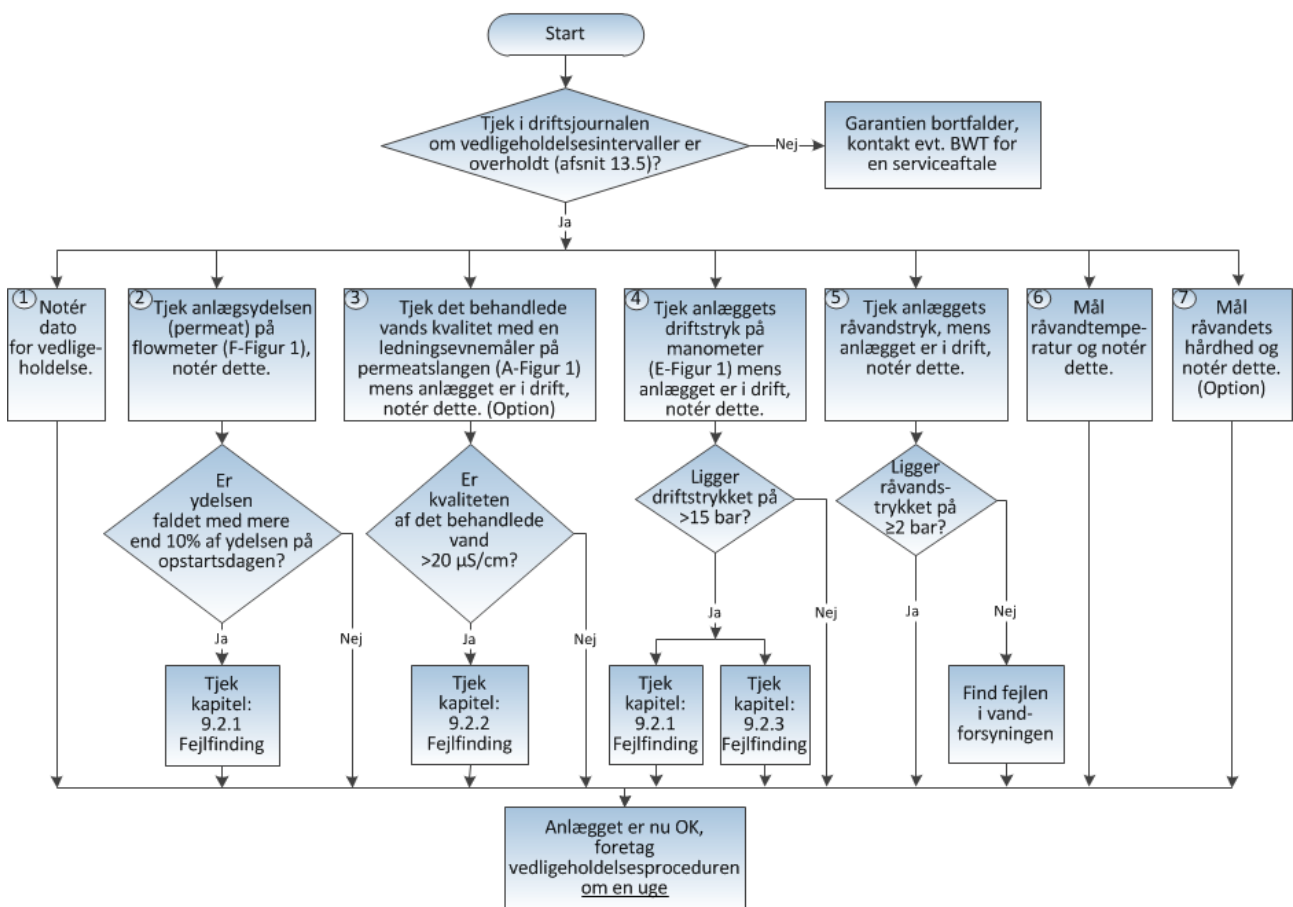 Start
Tjek i driftsjournalen
om vedligeholdelsesintervaller er
overholdt (afsnit 13.5)?
Nej
Garantien bortfalder,
kontakt evt. BWT for
en serviceaftale
Ja
1
Notér
dato
for vedlige-
holdelse.
2
Tjek anlægsydelsen
(permeat) på
flowmeter (F-Figur 1),
notér dette.
3
Tjek det behandlede
vands kvalitet med en
ledningsevnemåler på
permeatslangen (A-Figur 1)
mens anlægget er i drift,
notér dette. (Option)
4
Tjek anlæggets
driftstryk på
manometer
(E-Figur 1) mens
anlægget er i drift,
notér dette.
5
Tjek anlæggets
råvandstryk, mens
anlægget er i drift,
notér dette.
6
Mål
råvandtempe-
ratur og notér
dette.
7
Mål
råvandets
hårdhed og
notér dette.
(Option)
Er
ydelsen
faldet med mere
end 10% af ydelsen på
opstartsdagen?
Er
kvaliteten
af det behandlede
vand
>20 µS/cm?
Ligger
driftstrykket på
>15 bar?
Ligger
råvands-
trykket på
≥2 bar?
Ja
Nej
Ja
Nej
Ja
Nej
Ja
Nej
Tjek
kapitel:
9.2.1
Fejlfinding
Tjek
kapitel:
9.2.2
Fejlfinding
Tjek
kapitel:
9.2.1
Fejlfinding
Tjek
kapitel:
9.2.3
Fejlfinding
Find fejlen
i vand-
forsyningen
Anlægget er nu OK,
foretag
vedligeholdelsesproceduren
om en uge